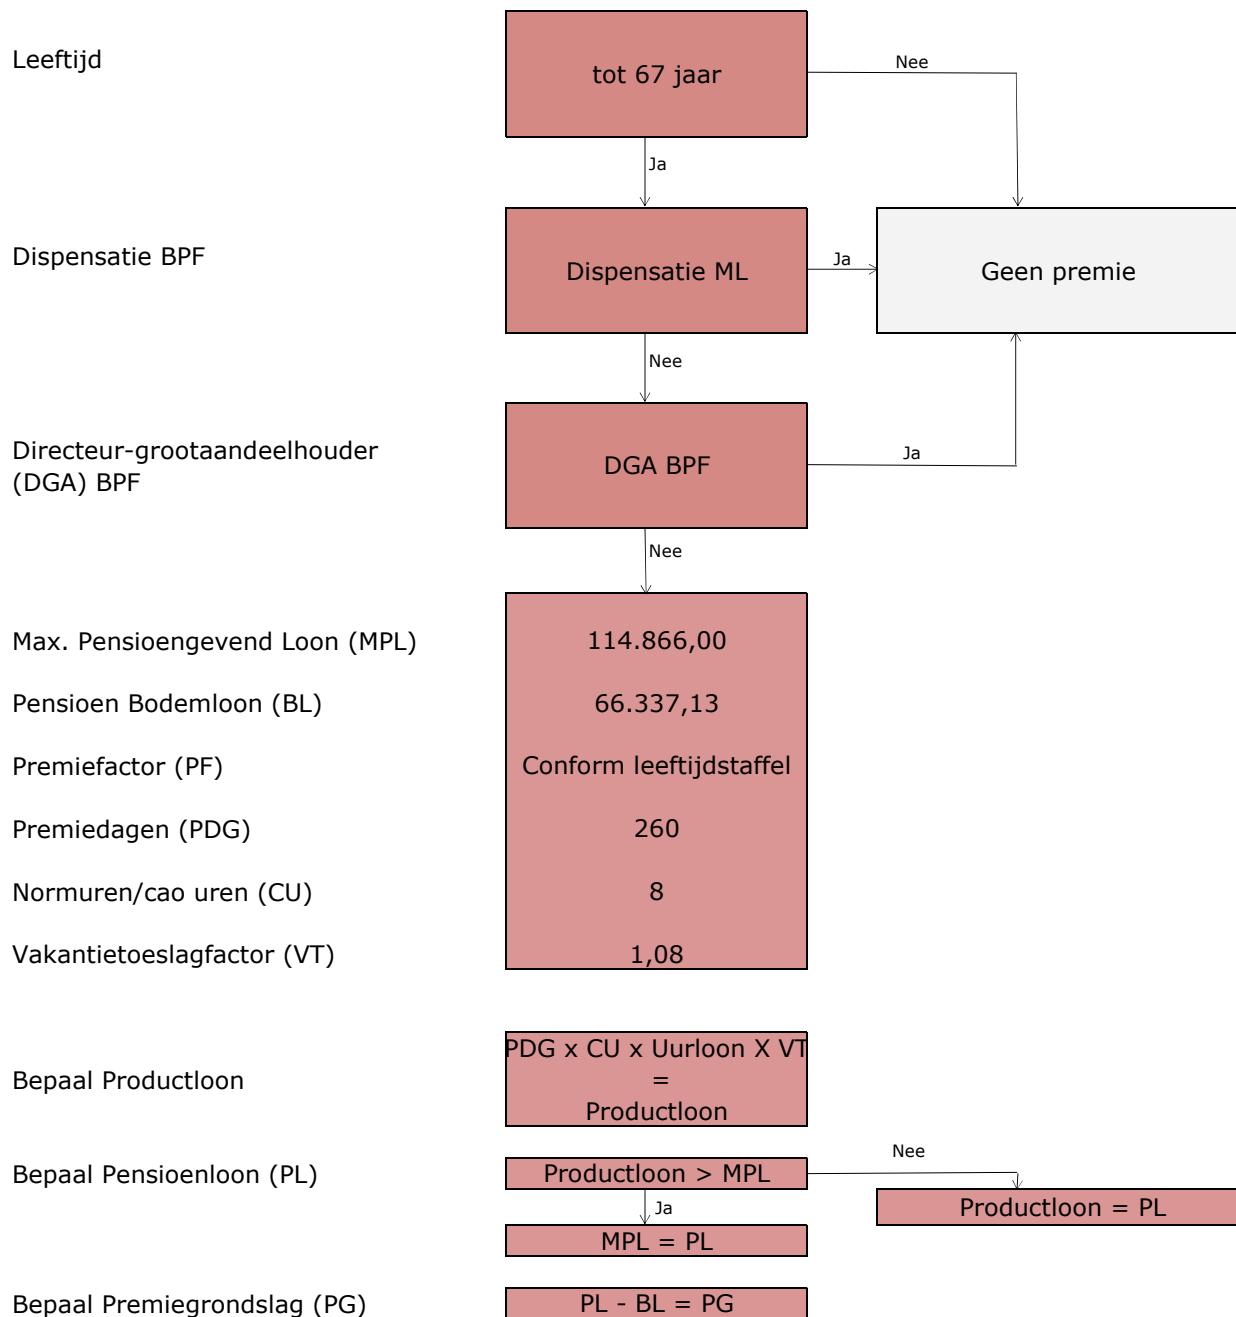 Leeftijd
tot 67 jaar
Nee
Ja
Dispensatie BPF
Dispensatie ML
Ja
Geen premie
Nee
Directeur-grootaandeelhouder
(DGA) BPF
DGA BPF
Ja
Nee
Max. Pensioengevend Loon (MPL)
114.866,00
Pensioen Bodemloon (BL)
66.337,13
Premiefactor (PF)
Conform leeftijdstaffel
Premiedagen (PDG)
260
Normuren/cao uren (CU)
8
Vakantietoeslagfactor (VT)
1,08
Bepaal Productloon
PDG x CU x Uurloon X VT
=
Productloon
Bepaal Pensioenloon (PL)
Productloon > MPL
Nee
Productloon = PL
Ja
MPL = PL
Bepaal Premiegrondslag (PG)
PL - BL = PG